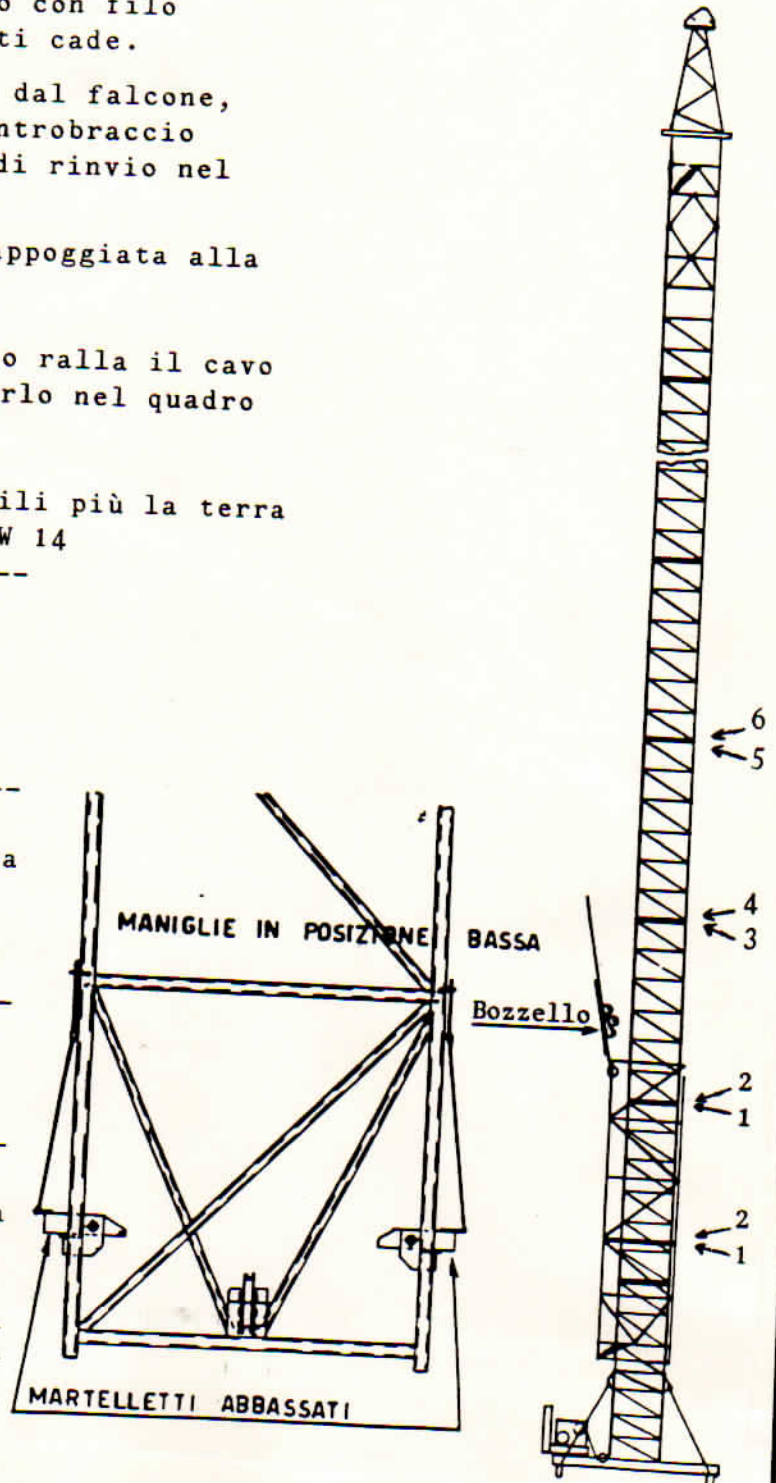 o con filo
ti cade.
dal falcone,
ntrobraccio
di rinvio nel
appoggiata alla
o ralla il cavo
rlo nel quadro
ili più la terra
W 14
--
--
a
MANIGLIE IN POSIZIONE BASSA
Bozzello
MARTELLETTI ABBASSATI
6
5
4
3
2
1
2
1